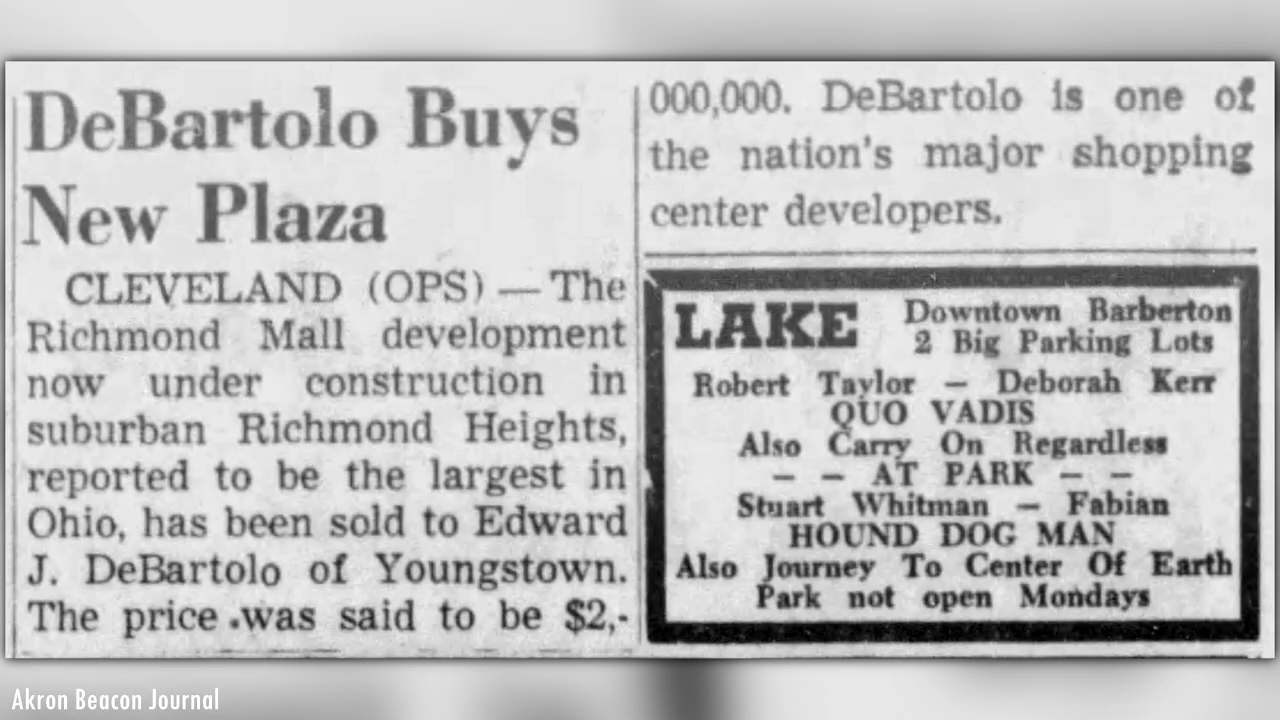 DeBartolo Buys
New Plaza
CLEVELAND (OPS) — The
Richmond Mall development
now under construction in
suburban Richmond Heights,
reported to be the largest in
Ohio, has been sold to Edward
J. DeBartolo of Youngstown.
The price was said to be $2,-
000,000. DeBartolo is one of
the nation's major shopping
center developers.
LAKE
Downtown Barberton
2 Big Parking Lots
Robert Taylor — Deborah Kerr
QUO VADIS
Also Carry On Regardless
— — AT PARK — —
Stuart Whitman — Fabian
HOUND DOG MAN
Also Journey To Center Of Earth
Park not open Mondays
Akron Beacon Journal